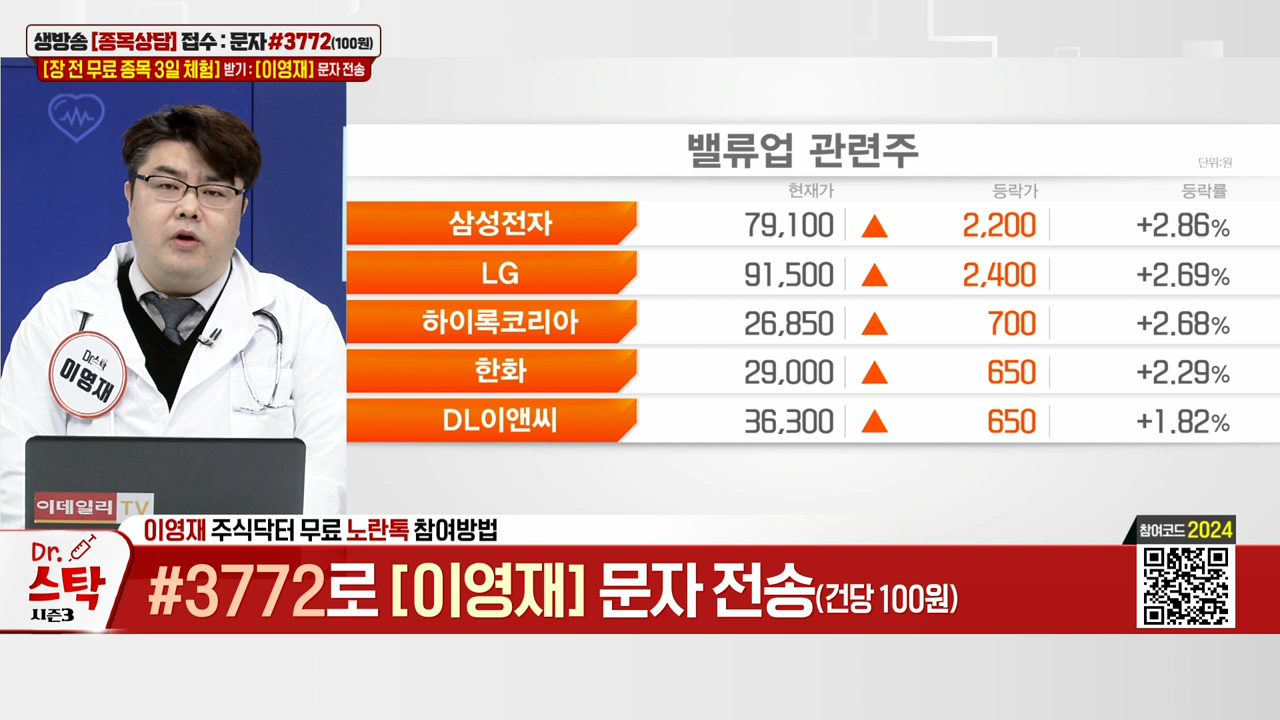 생방송 [종목상담] 접수 : 문자#3772(100원)
[장 전 무료 종목 3일 체험] 받기 : [이영재] 문자 전송
밸류업 관련주
단위:원
현재가 등락가 등락률
삼성전자 79,100 ▲ 2,200 +2.86%
LG 91,500 ▲ 2,400 +2.69%
하이록코리아 26,850 ▲ 700 +2.68%
한화 29,000 ▲ 650 +2.29%
DL이앤씨 36,300 ▲ 650 +1.82%
Dr.스탁
이영재
이데일리TV
이영재 주식닥터 무료 노란톡 참여방법
참여코드 2024
Dr.
스탁
시즌3
#3772로 [이영재] 문자 전송(건당 100원)